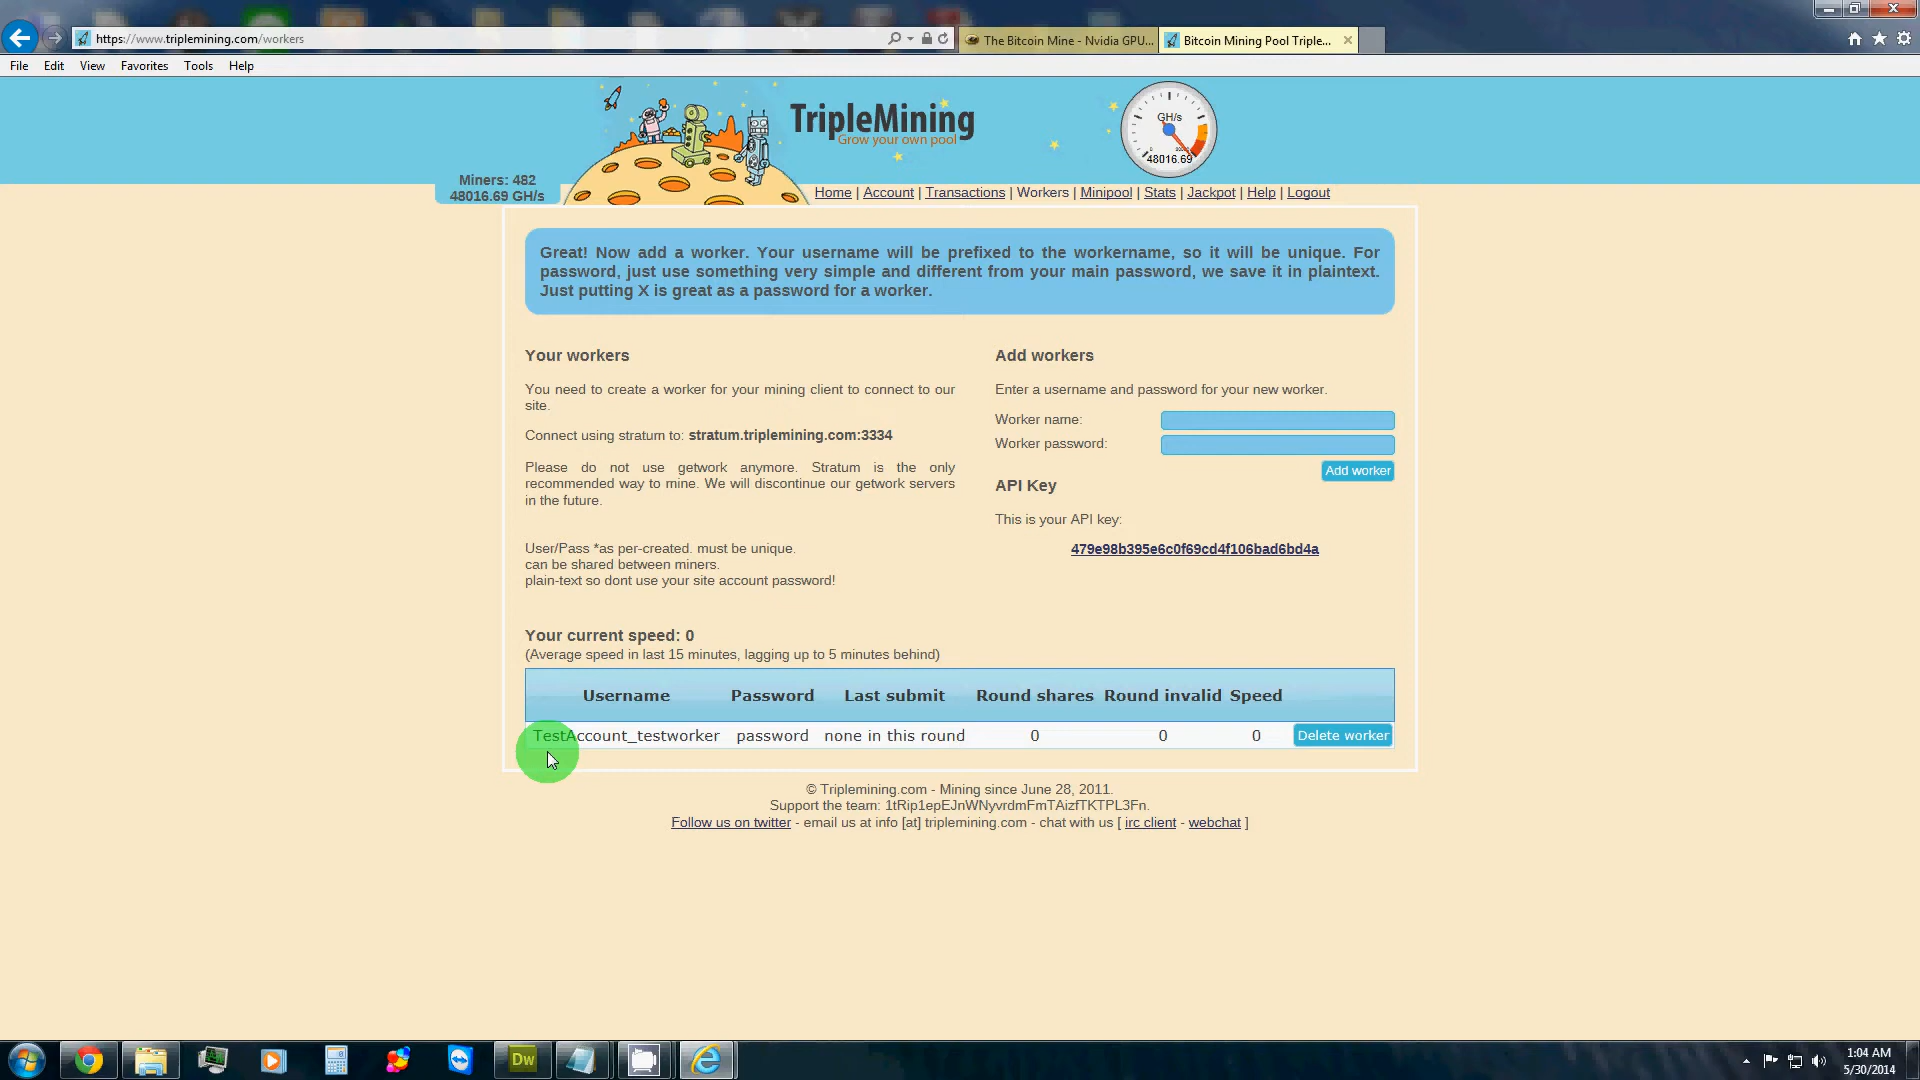 https://www.triplemining.com/workers
The Bitcoin Mine - Nvidia GPU...
Bitcoin Mining Pool Triple...
File Edit View Favorites Tools Help
TripleMining
Grow your own pool
GH/s
48016.69
Miners: 482
48016.69 GH/s
Home | Account | Transactions | Workers | Minipool | Stats | Jackpot | Help | Logout
Great! Now add a worker. Your username will be prefixed to the workername, so it will be unique. For
password, just use something very simple and different from your main password, we save it in plaintext.
Just putting X is great as a password for a worker.
Your workers
You need to create a worker for your mining client to connect to our
site.
Connect using stratum to: stratum.triplemining.com:3334
Please do not use getwork anymore. Stratum is the only
recommended way to mine. We will discontinue our getwork servers
in the future.
User/Pass *as per-created. must be unique.
can be shared between miners.
plain-text so dont use your site account password!
Add workers
Enter a username and password for your new worker.
Worker name:
Worker password:
Add worker
API Key
This is your API key:
479e98b395e6c0f69cd4f106bad6bd4a
Your current speed: 0
(Average speed in last 15 minutes, lagging up to 5 minutes behind)
Username Password Last submit Round shares Round invalid Speed
TestAccount_testworker password none in this round 0 0 0 Delete worker
© Triplemining.com - Mining since June 28, 2011.
Support the team: 1tRip1epEJnWNyvrdmFmTAizfTKTPL3Fn.
Follow us on twitter - email us at info [at] triplemining.com - chat with us [ irc client - webchat ]
Dw
1:04 AM
5/30/2014